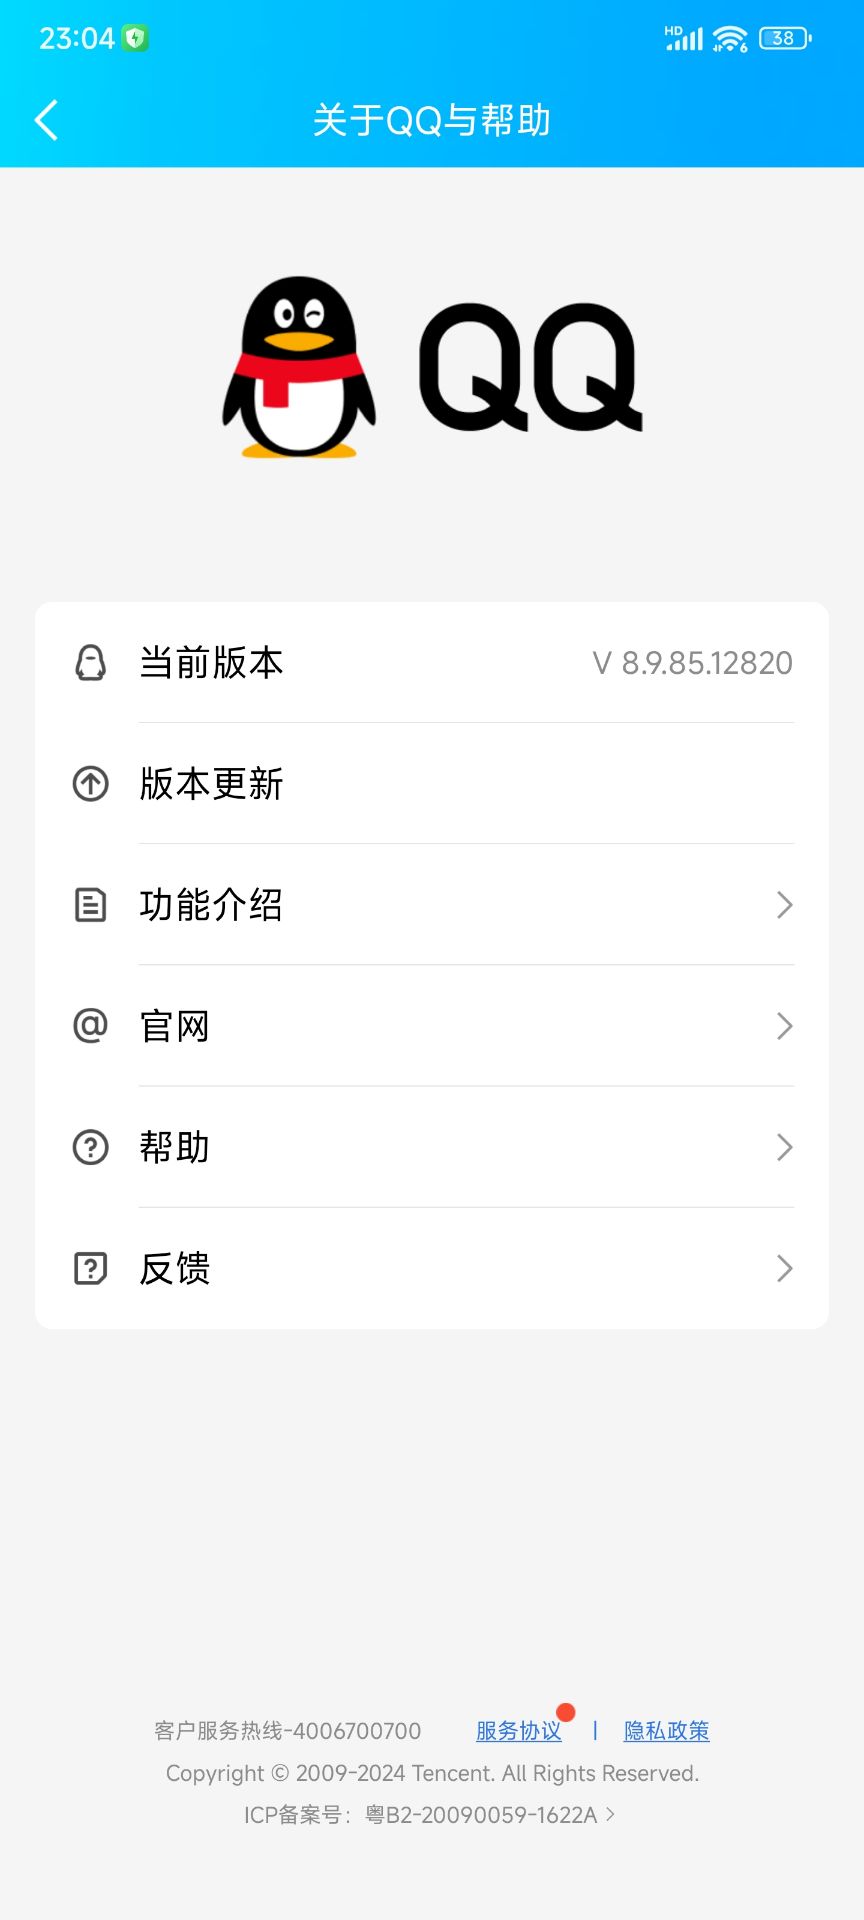 23:04 HD 6 38
关于QQ与帮助
QQ
当前版本 V 8.9.85.12820
版本更新
功能介绍
官网
帮助
反馈
客户服务热线-4006700700 服务协议 | 隐私政策
Copyright © 2009-2024 Tencent. All Rights Reserved.
ICP备案号：粤B2-20090059-1622A >